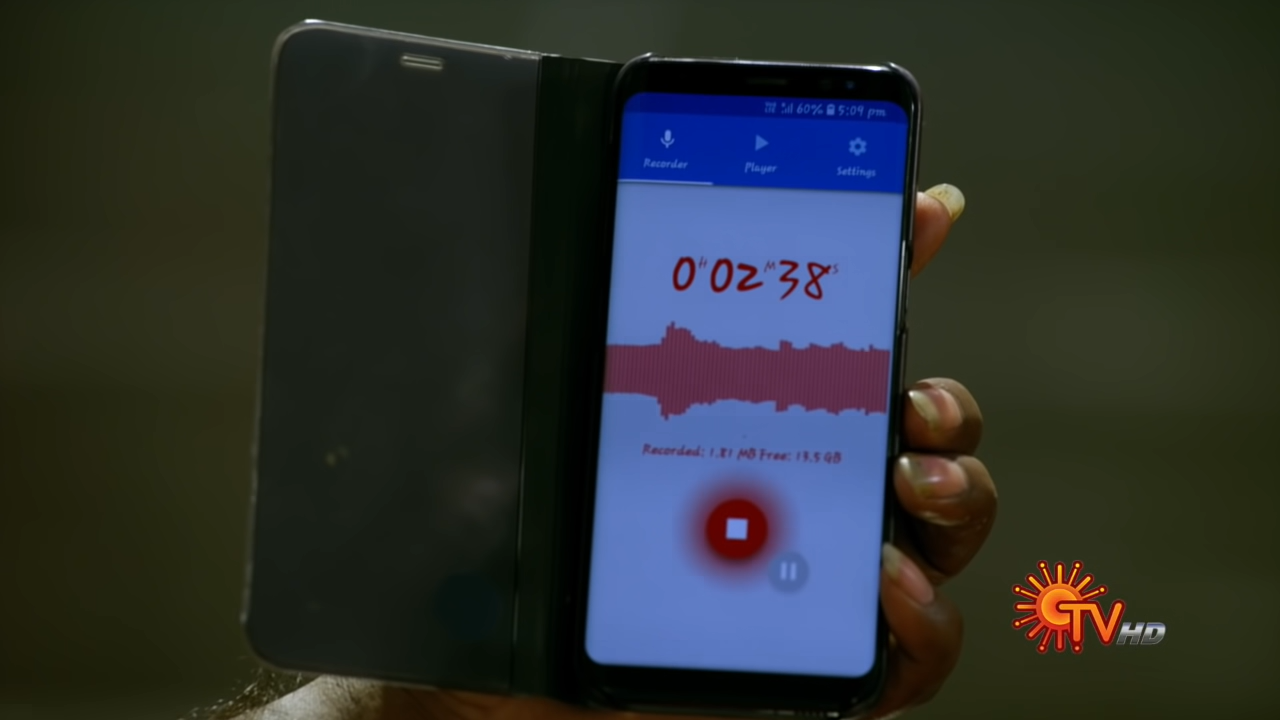 60% 5:09 pm
Recorder Player Settings
0H02M38S
Recorded: 1.81 MB Free: 13.5 GB
TV HD